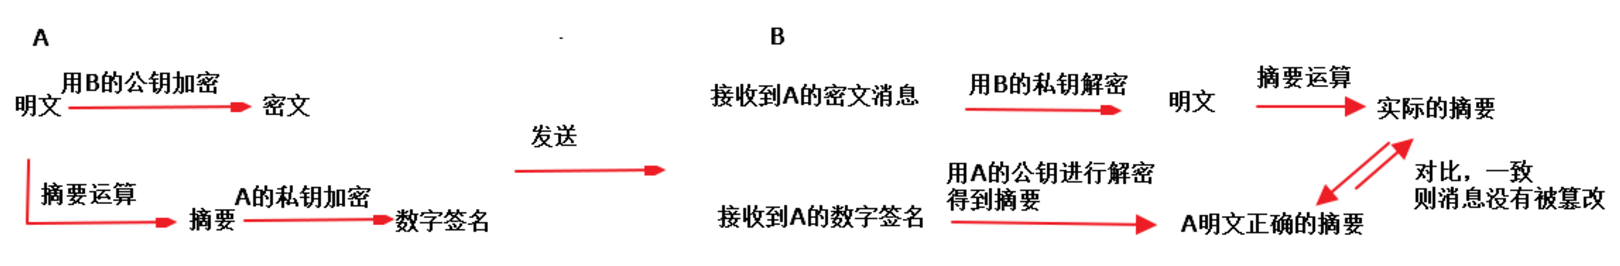 A
用B的公钥加密
明文
密文
摘要运算
A的私钥加密
摘要
数字签名
发送
B
接收到A的密文消息
用B的私钥解密
明文
摘要运算
实际的摘要
接收到A的数字签名
用A的公钥进行解密
得到摘要
A明文正确的摘要
对比，一致
则消息没有被篡改